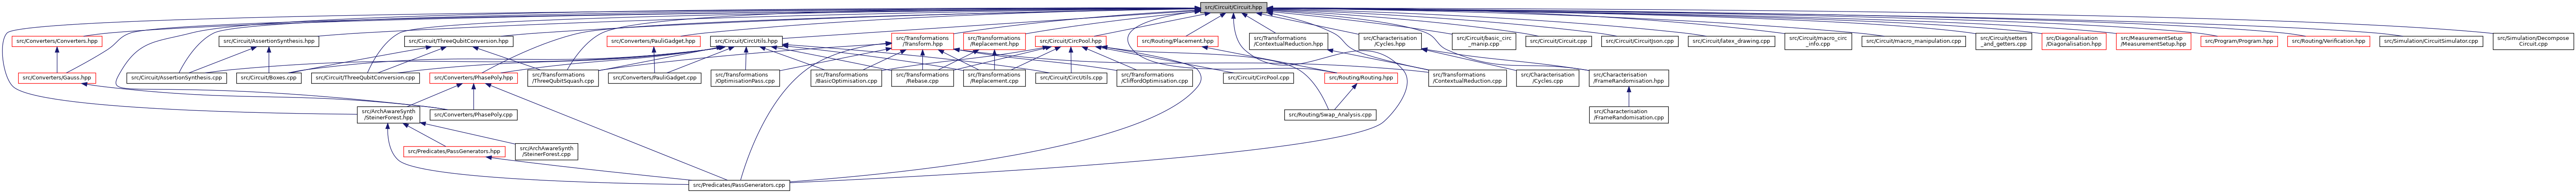 src/Circuit/Circuit.hpp
src/Converters/Converters.hpp
src/Circuit/AssertionSynthesis.hpp
src/Circuit/ThreeQubitConversion.hpp
src/Converters/PauliGadget.hpp
src/Circuit/CircUtils.hpp
src/Transformations
/Transform.hpp
src/Transformations
/Replacement.hpp
src/Circuit/CircPool.hpp
src/Routing/Placement.hpp
src/Transformations
/ContextualReduction.hpp
src/Characterisation
/Cycles.hpp
src/Circuit/basic_circ
_manip.cpp
src/Circuit/Circuit.cpp
src/Circuit/CircuitJson.cpp
src/Circuit/latex_drawing.cpp
src/Circuit/macro_circ
_info.cpp
src/Circuit/macro_manipulation.cpp
src/Circuit/setters
_and_getters.cpp
src/Diagonalisation
/Diagonalisation.hpp
src/MeasurementSetup
/MeasurementSetup.hpp
src/Program/Program.hpp
src/Routing/Verification.hpp
src/Simulation/CircuitSimulator.cpp
src/Simulation/Decompose
Circuit.cpp
src/Converters/Gauss.hpp
src/Circuit/AssertionSynthesis.cpp
src/Circuit/Boxes.cpp
src/Circuit/ThreeQubitConversion.cpp
src/Converters/PhasePoly.hpp
src/Transformations
/ThreeQubitSquash.cpp
src/Converters/PauliGadget.cpp
src/Transformations
/OptimisationPass.cpp
src/Transformations
/BasicOptimisation.cpp
src/Transformations
/Rebase.cpp
src/Transformations
/Replacement.cpp
src/Circuit/CircUtils.cpp
src/Transformations
/CliffordOptimisation.cpp
src/Circuit/CircPool.cpp
src/Routing/Routing.hpp
src/Transformations
/ContextualReduction.cpp
src/Characterisation
/Cycles.cpp
src/Characterisation
/FrameRandomisation.hpp
src/ArchAwareSynth
/SteinerForest.hpp
src/Converters/PhasePoly.cpp
src/Routing/Swap_Analysis.cpp
src/Characterisation
/FrameRandomisation.cpp
src/Predicates/PassGenerators.hpp
src/ArchAwareSynth
/SteinerForest.cpp
src/Predicates/PassGenerators.cpp